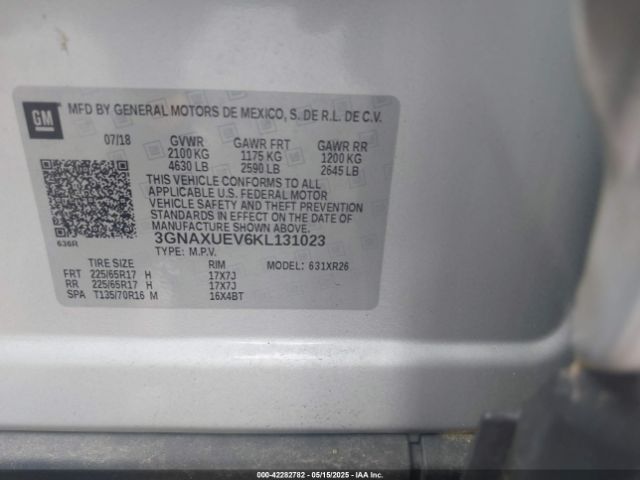 GM
MFD BY GENERAL MOTORS DE MEXICO, S. DE R.L. DE C.V.
07/18 GVWR GAWR FRT GAWR RR
2100 KG 1175 KG 1200 KG
4630 LB 2590 LB 2645 LB
THIS VEHICLE CONFORMS TO ALL
APPLICABLE U.S. FEDERAL MOTOR
VEHICLE SAFETY AND THEFT PREVENTION
STANDARDS IN EFFECT ON THE DATE OF
MANUFACTURE SHOWN ABOVE.
636R 3GNAXUEV6KL131023
TYPE: M.P.V.
TIRE SIZE RIM MODEL: 631XR26
FRT 225/65R17 H 17X7J
RR 225/65R17 H 17X7J
SPA T135/70R16 M 16X4BT
000-42282782 - 05/15/2025 - IAA Inc.